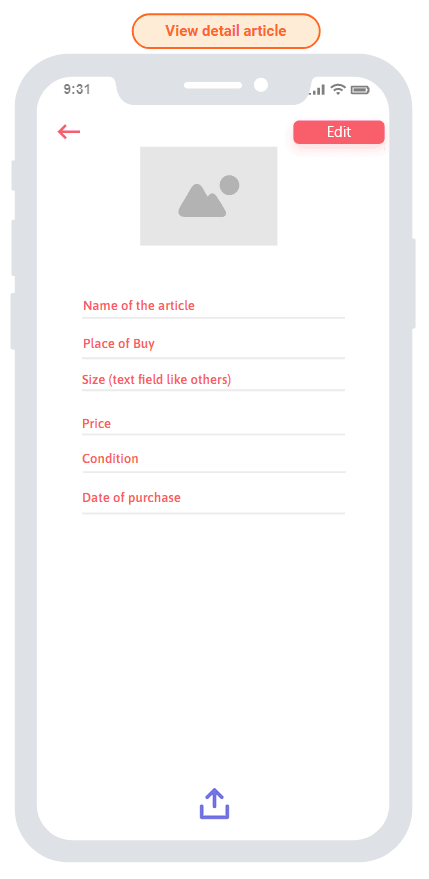 View detail article
9:31
Edit
Name of the article
Place of Buy
Size (text field like others)
Price
Condition
Date of purchase